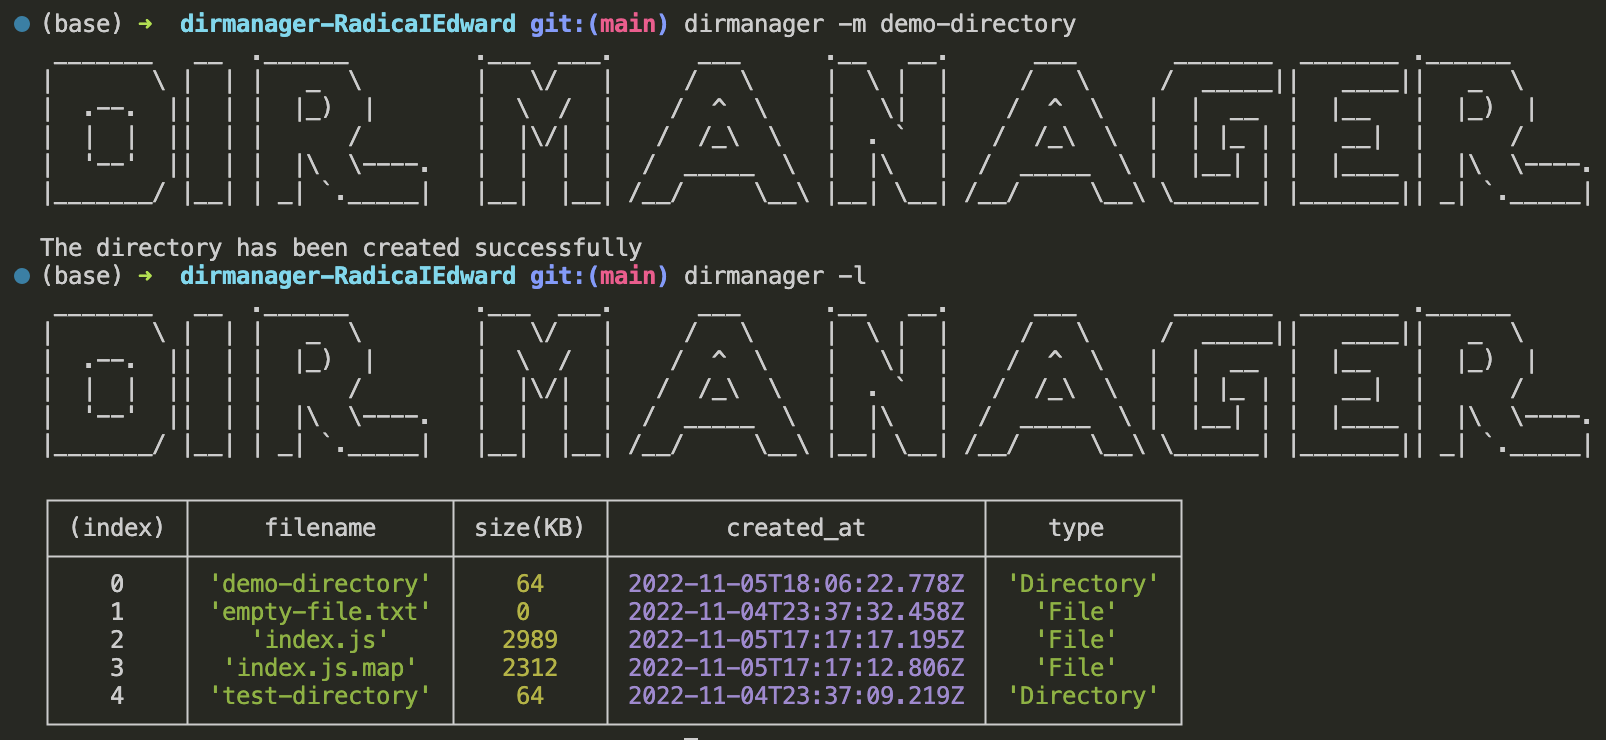 (base) ➜  dirmanager-RadicaIEdward git:(main) dirmanager -m demo-directory
DIR MANAGER
The directory has been created successfully
(base) ➜  dirmanager-RadicaIEdward git:(main) dirmanager -l
DIR MANAGER
(index) filename size(KB) created_at type
0 'demo-directory' 64 2022-11-05T18:06:22.778Z 'Directory'
1 'empty-file.txt' 0 2022-11-04T23:37:32.458Z 'File'
2 'index.js' 2989 2022-11-05T17:17:17.195Z 'File'
3 'index.js.map' 2312 2022-11-05T17:17:12.806Z 'File'
4 'test-directory' 64 2022-11-04T23:37:09.219Z 'Directory'